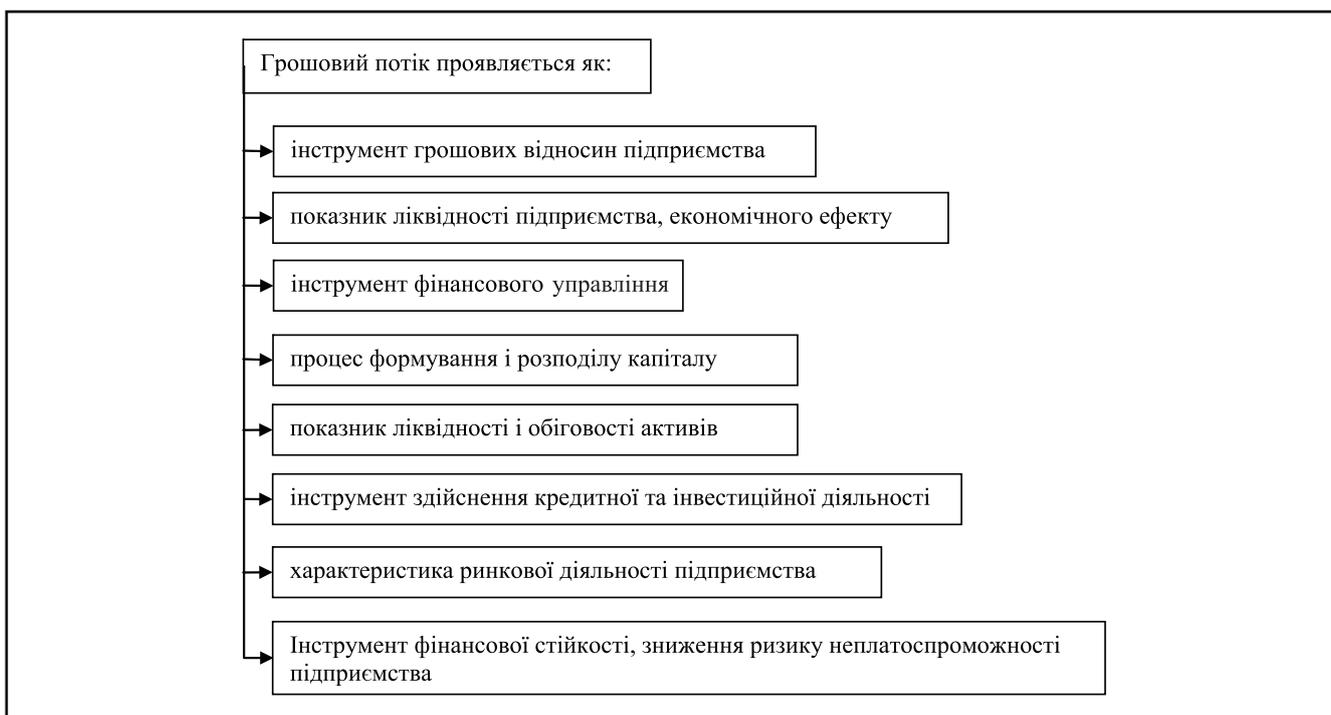 Грошовий потік проявляється як:
інструмент грошових відносин підприємства
показник ліквідності підприємства, економічного ефекту
інструмент фінансового управління
процес формування і розподілу капіталу
показник ліквідності і обіговості активів
інструмент здійснення кредитної та інвестиційної діяльності
характеристика ринкової діяльності підприємства
Інструмент фінансової стійкості, зниження ризику неплатоспроможності
підприємства